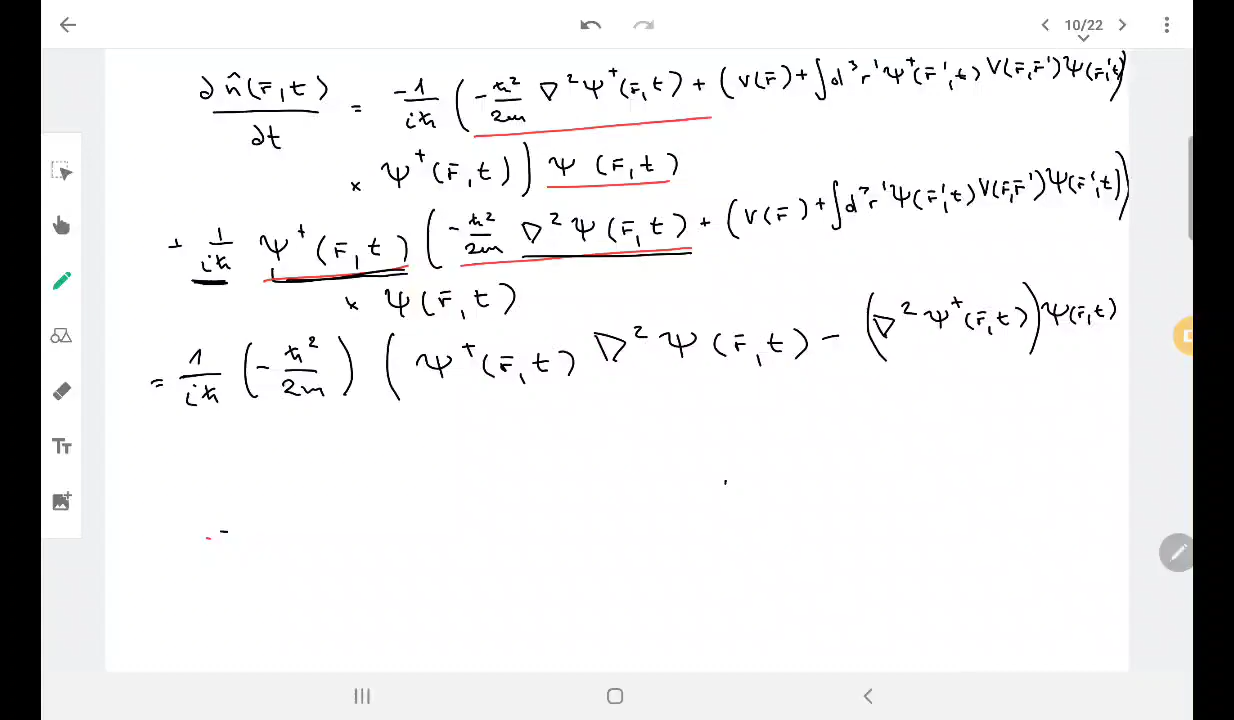 10/22
∂ n̂(r̄,t) / ∂t = -1/iħ ( -ħ²/2m ∇²Ψ⁺(r̄,t) + (V(r̄) + ∫d³r' Ψ⁺(r̄',t) V(r̄,r̄') Ψ(r̄',t))
× Ψ⁺(r̄,t) ) Ψ (r̄,t)
+ 1/iħ Ψ⁺(r̄,t) ( -ħ²/2m ∇²Ψ(r̄,t) + (V(r̄) + ∫d³r' Ψ(r̄',t) V(r̄,r̄') Ψ(r̄',t))
× Ψ(r̄,t)
= 1/iħ (-ħ²/2m) ( Ψ⁺(r̄,t) ∇²Ψ(r̄,t) - (∇²Ψ⁺(r̄,t)) Ψ(r̄,t)
Tт